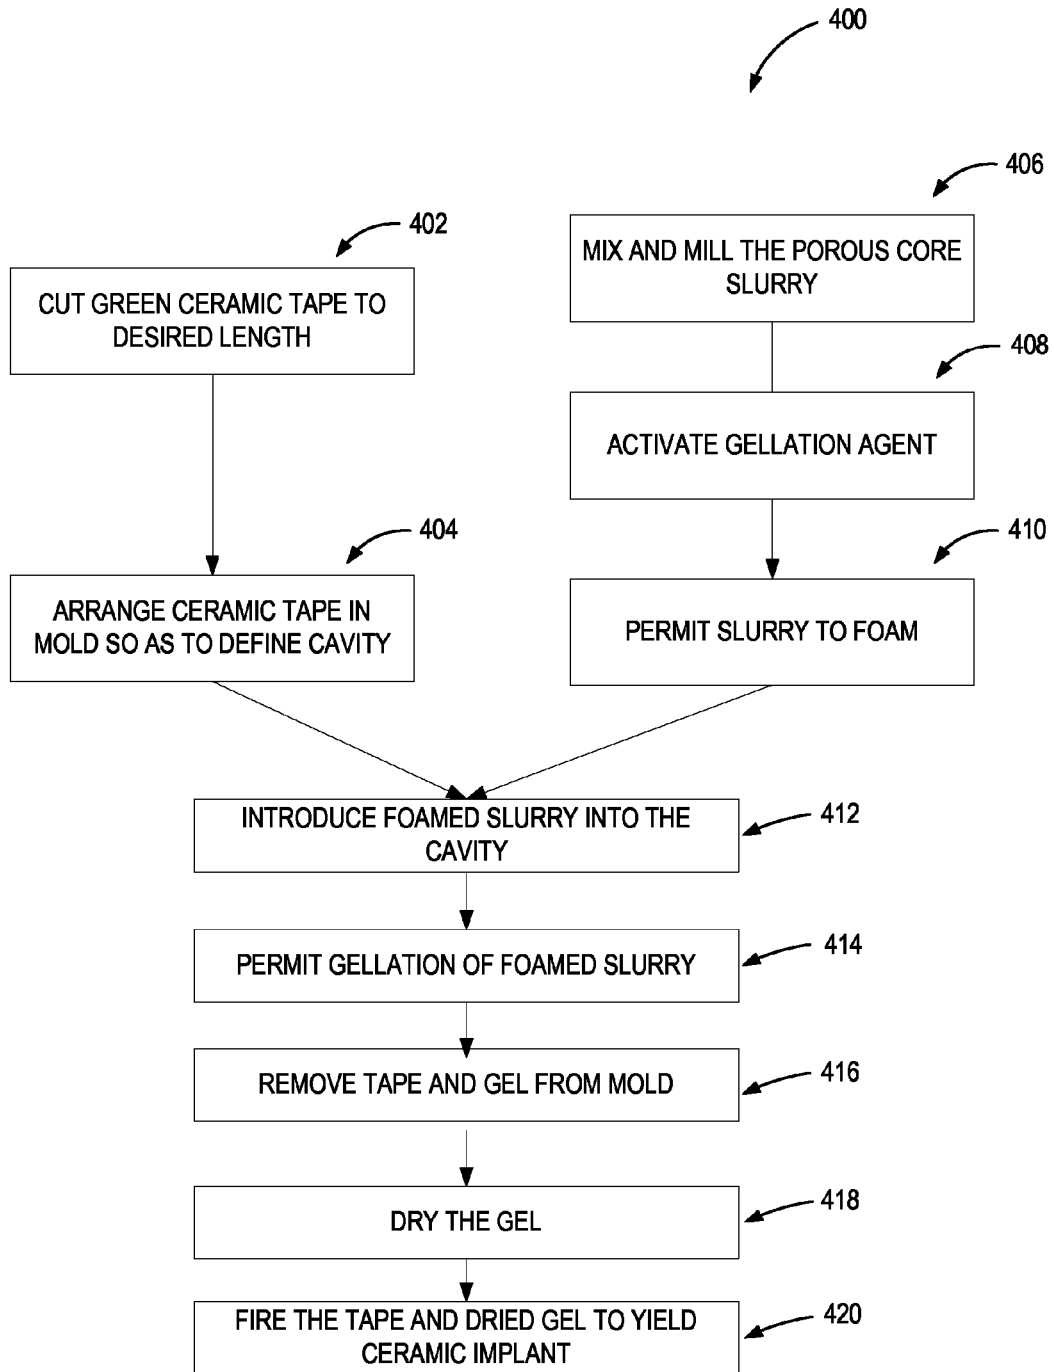 400
406
MIX AND MILL THE POROUS CORE
SLURRY
402
CUT GREEN CERAMIC TAPE TO
DESIRED LENGTH
408
ACTIVATE GELLATION AGENT
404
ARRANGE CERAMIC TAPE IN
MOLD SO AS TO DEFINE CAVITY
410
PERMIT SLURRY TO FOAM
INTRODUCE FOAMED SLURRY INTO THE
CAVITY
412
PERMIT GELLATION OF FOAMED SLURRY
414
REMOVE TAPE AND GEL FROM MOLD
416
DRY THE GEL
418
FIRE THE TAPE AND DRIED GEL TO YIELD
CERAMIC IMPLANT
420